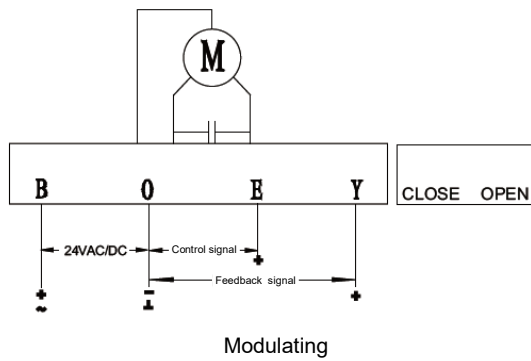 M
B O E Y
CLOSE OPEN
24VAC/DC Control signal
+
Feedback signal
+ − +
~ ⊥
Modulating